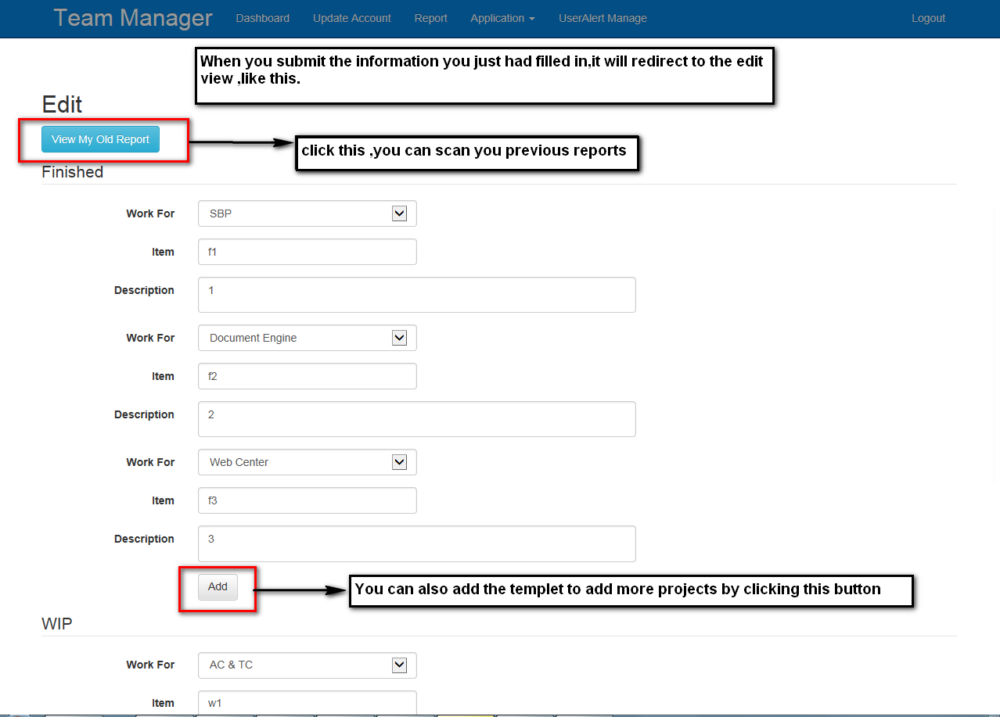 Team Manager Dashboard Update Account Report Application UserAlert Manage Logout
When you submit the information you just had filled in,it will redirect to the edit
view ,like this.
Edit
View My Old Report
click this ,you can scan you previous reports
Finished
Work For SBP
Item f1
Description 1
Work For Document Engine
Item f2
Description 2
Work For Web Center
Item f3
Description 3
Add
You can also add the templet to add more projects by clicking this button
WIP
Work For AC & TC
Item w1